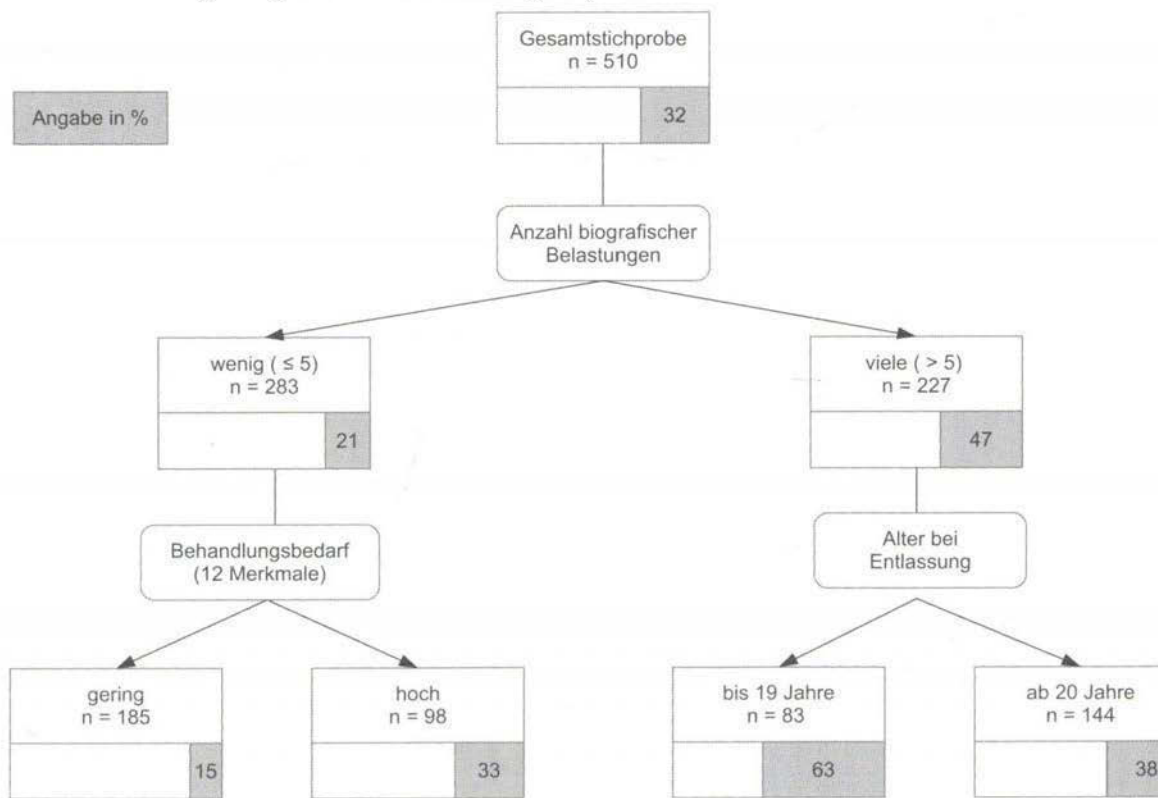 Gesamtstichprobe
n = 510
32
Angabe in %
Anzahl biografischer
Belastungen
wenig ( ≤ 5)
n = 283
21
viele ( > 5)
n = 227
47
Behandlungsbedarf
(12 Merkmale)
Alter bei
Entlassung
gering
n = 185
15
hoch
n = 98
33
bis 19 Jahre
n = 83
63
ab 20 Jahre
n = 144
38